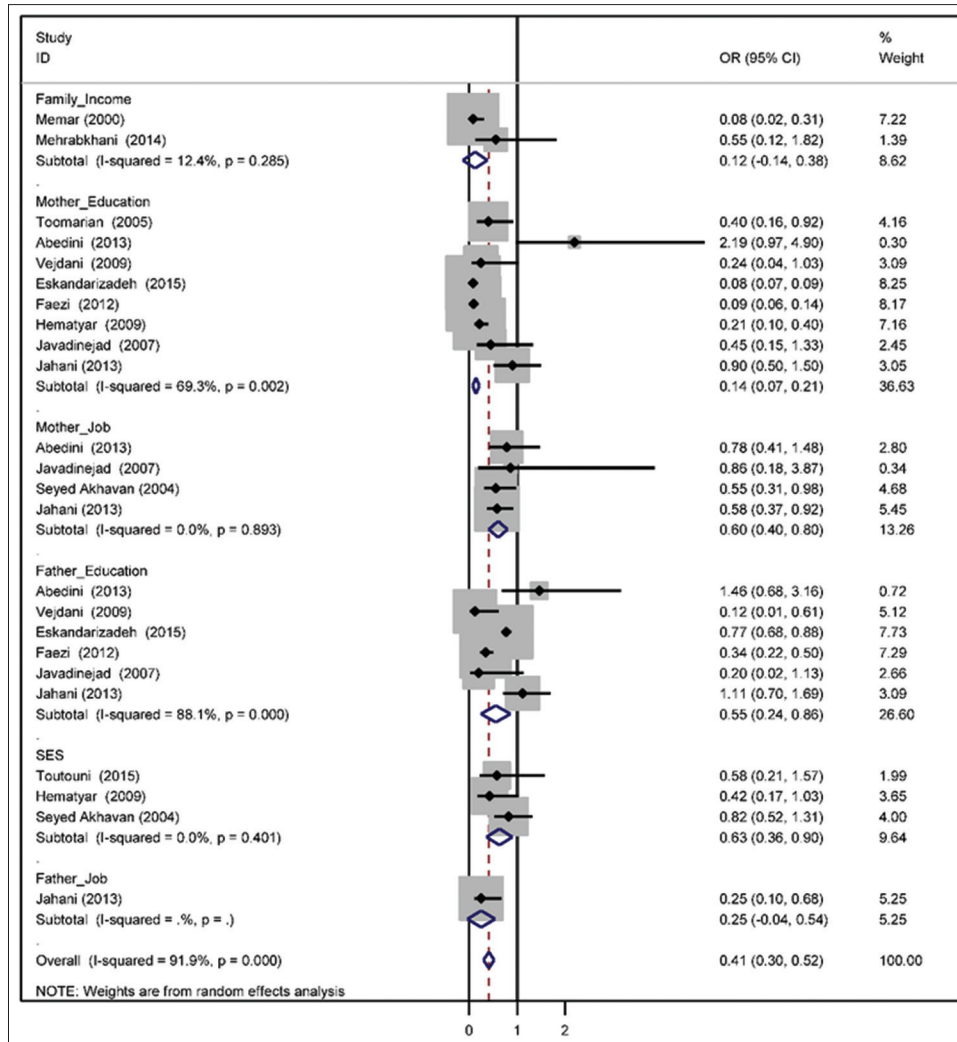 Study %
ID OR (95% CI) Weight
Family_Income
Memar (2000) 0.08 (0.02, 0.31) 7.22
Mehrabkhani (2014) 0.55 (0.12, 1.82) 1.39
Subtotal (I-squared = 12.4%, p = 0.285) 0.12 (-0.14, 0.38) 8.62
.
Mother_Education
Toomarian (2005) 0.40 (0.16, 0.92) 4.16
Abedini (2013) 2.19 (0.97, 4.90) 0.30
Vejdani (2009) 0.24 (0.04, 1.03) 3.09
Eskandarizadeh (2015) 0.08 (0.07, 0.09) 8.25
Faezi (2012) 0.09 (0.06, 0.14) 8.17
Hematyar (2009) 0.21 (0.10, 0.40) 7.16
Javadinejad (2007) 0.45 (0.15, 1.33) 2.45
Jahani (2013) 0.90 (0.50, 1.50) 3.05
Subtotal (I-squared = 69.3%, p = 0.002) 0.14 (0.07, 0.21) 36.63
.
Mother_Job
Abedini (2013) 0.78 (0.41, 1.48) 2.80
Javadinejad (2007) 0.86 (0.18, 3.87) 0.34
Seyed Akhavan (2004) 0.55 (0.31, 0.98) 4.68
Jahani (2013) 0.58 (0.37, 0.92) 5.45
Subtotal (I-squared = 0.0%, p = 0.893) 0.60 (0.40, 0.80) 13.26
.
Father_Education
Abedini (2013) 1.46 (0.68, 3.16) 0.72
Vejdani (2009) 0.12 (0.01, 0.61) 5.12
Eskandarizadeh (2015) 0.77 (0.68, 0.88) 7.73
Faezi (2012) 0.34 (0.22, 0.50) 7.29
Javadinejad (2007) 0.20 (0.02, 1.13) 2.66
Jahani (2013) 1.11 (0.70, 1.69) 3.09
Subtotal (I-squared = 88.1%, p = 0.000) 0.55 (0.24, 0.86) 26.60
.
SES
Toutouni (2015) 0.58 (0.21, 1.57) 1.99
Hematyar (2009) 0.42 (0.17, 1.03) 3.65
Seyed Akhavan (2004) 0.82 (0.52, 1.31) 4.00
Subtotal (I-squared = 0.0%, p = 0.401) 0.63 (0.36, 0.90) 9.64
.
Father_Job
Jahani (2013) 0.25 (0.10, 0.68) 5.25
Subtotal (I-squared = .%, p = .) 0.25 (-0.04, 0.54) 5.25
.
Overall (I-squared = 91.9%, p = 0.000) 0.41 (0.30, 0.52) 100.00
NOTE: Weights are from random effects analysis
0 1 2